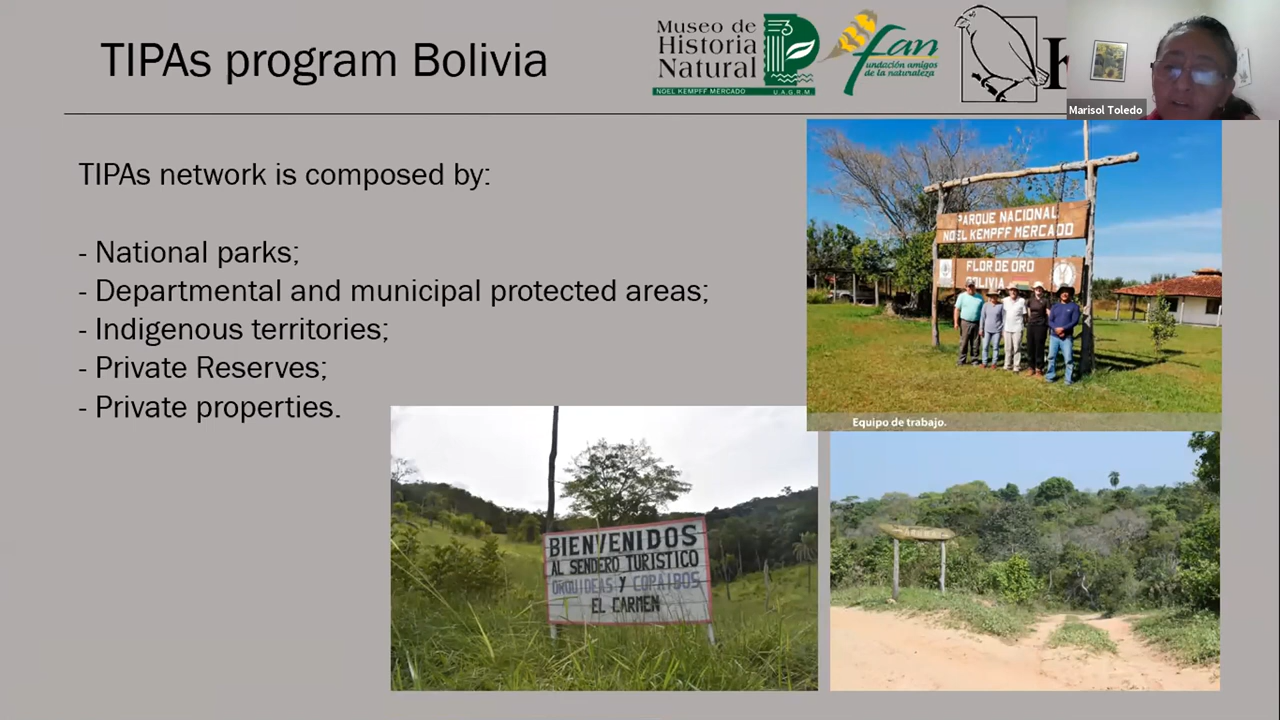 TIPAs program Bolivia
Museo de
Historia
Natural
NOEL KEMPFF MERCADO
U.A.G.R.M.
fan
fundación amigos
de la naturaleza
Marisol Toledo
TIPAs network is composed by:
- National parks;
- Departmental and municipal protected areas;
- Indigenous territories;
- Private Reserves;
- Private properties.
PARQUE NACIONAL
NOEL KEMPFF MERCADO
FLOR DE ORO
BOLIVIA
Equipo de trabajo.
BIENVENIDOS
AL SENDERO TURISTICO
ORQUIDEAS Y COPAIBOS
EL CARMEN